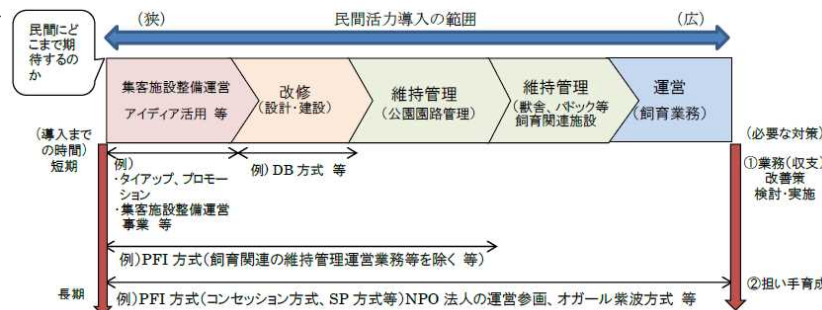 (狭) 民間活力導入の範囲 (広)
民間にど
こまで期
待するの
か
集客施設整備運営
アイディア活用 等
改修
(設計・建設)
維持管理
(公園園路管理)
維持管理
(獣舎、パドック等
飼育関連施設
運営
(飼育業務)
(導入まで
の時間)
短期
(必要な対策)
例)
・タイアップ、プロモー
ション
・集客施設整備運営
事業 等
例)DB方式 等
①業務(収支)
改善策
検討・実施
例)PFI方式(飼育関連の維持管理運営業務等を除く 等)
長期
例)PFI方式(コンセッション方式、SP方式等)NPO法人の運営参画、オガール紫波方式 等
②担い手育成